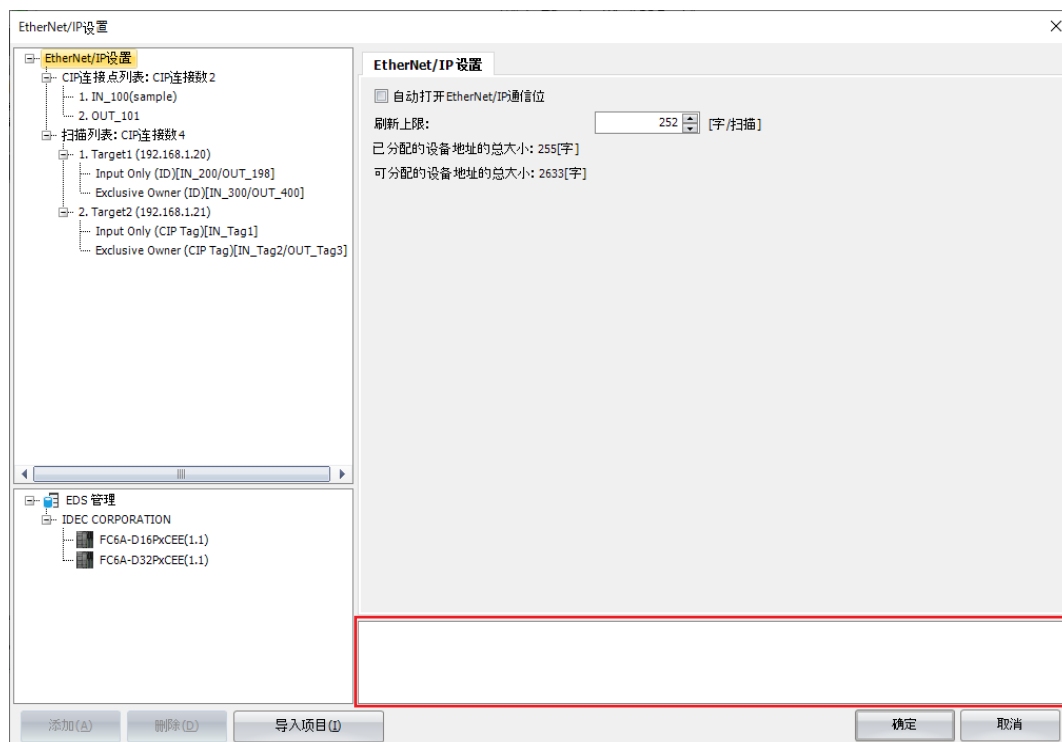 EtherNet/IP设置
EtherNet/IP设置
CIP连接点列表: CIP连接数2
1. IN_100(sample)
2. OUT_101
扫描列表: CIP连接数4
1. Target1 (192.168.1.20)
Input Only (ID)[IN_200/OUT_198]
Exclusive Owner (ID)[IN_300/OUT_400]
2. Target2 (192.168.1.21)
Input Only (CIP Tag)[IN_Tag1]
Exclusive Owner (CIP Tag)[IN_Tag2/OUT_Tag3]
EtherNet/IP 设置
自动打开EtherNet/IP通信位
刷新上限: 252 [字/扫描]
已分配的设备地址的总大小: 255[字]
可分配的设备地址的总大小: 2633[字]
EDS 管理
IDEC CORPORATION
FC6A-D16PxCEE(1.1)
FC6A-D32PxCEE(1.1)
添加(A) 删除(D) 导入项目(I) 确定 取消